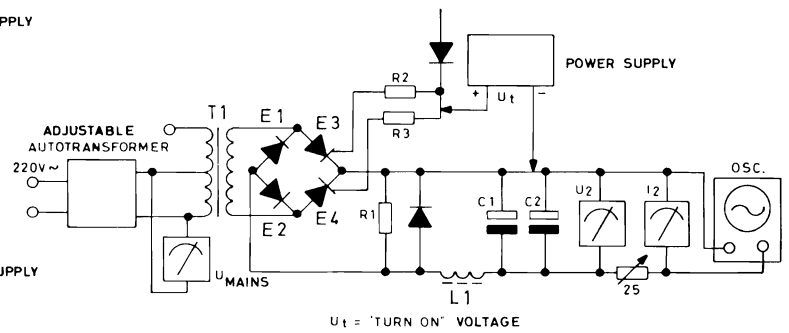 PPLY
POWER SUPPLY
+ Ut −
R2
R3
T1
E1
E3
ADJUSTABLE
AUTOTRANSFORMER
220V~
OSC.
E2
E4
R1
C1
C2
U2
I2
UPPLY
UMAINS
L1
25
Ut = "TURN ON" VOLTAGE